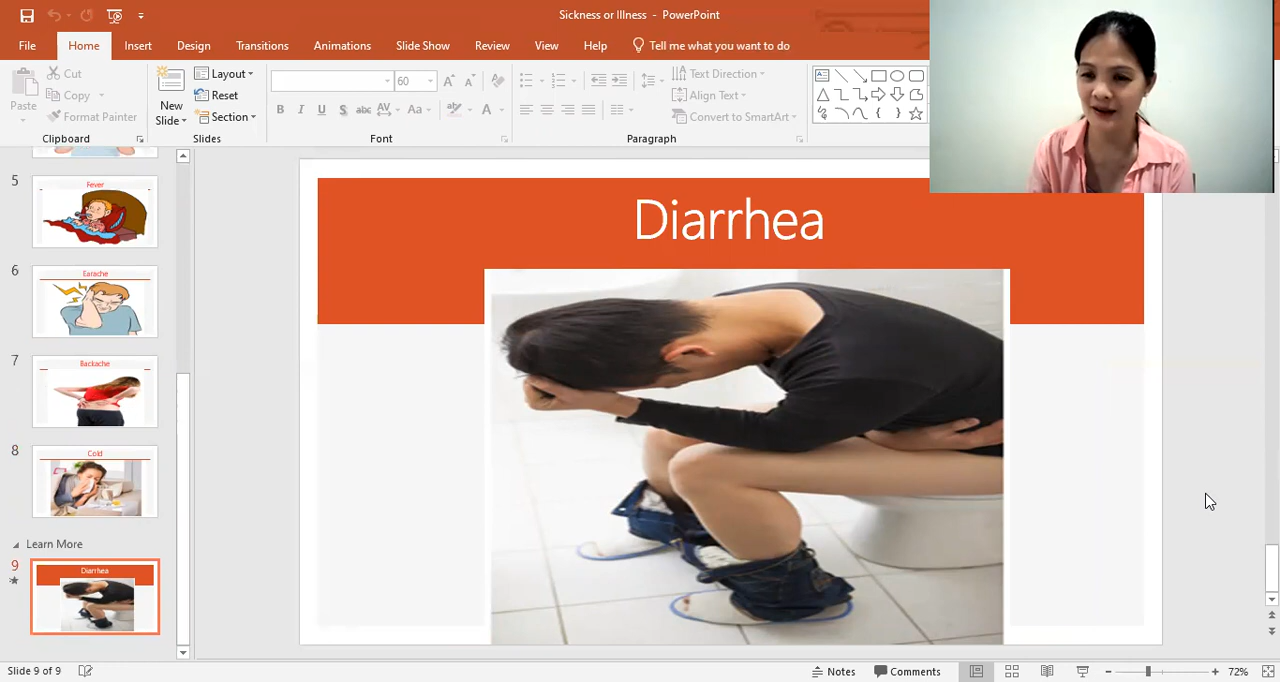 Sickness or Illness - PowerPoint
File Home Insert Design Transitions Animations Slide Show Review View Help Tell me what you want to do
Paste
Cut
Copy
Format Painter
Clipboard
New
Slide
Layout
Reset
Section
Slides
60
B I U S abc AV Aa A
Font
Text Direction
Align Text
Convert to SmartArt
Paragraph
5
Fever
6
Earache
7
Backache
8
Cold
Learn More
9
Diarrhea
Diarrhea
Slide 9 of 9
Notes Comments 72%